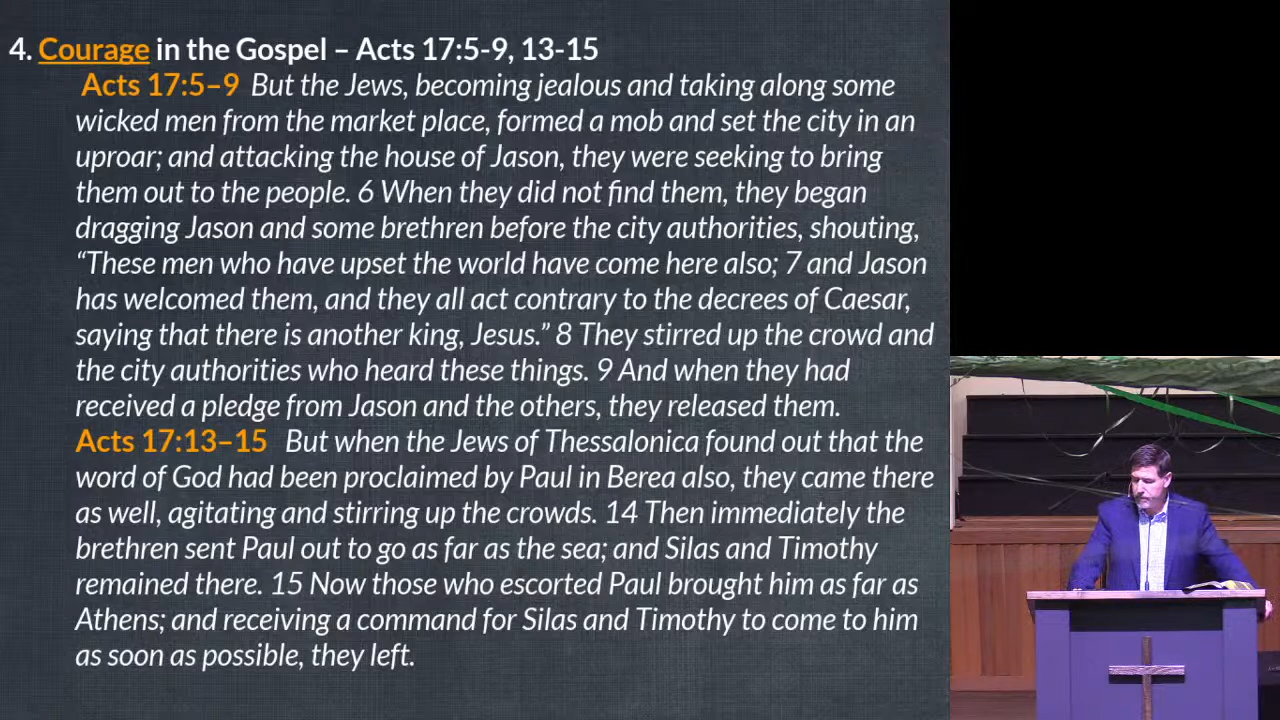 4. Courage in the Gospel – Acts 17:5-9, 13-15
Acts 17:5–9 But the Jews, becoming jealous and taking along some
wicked men from the market place, formed a mob and set the city in an
uproar; and attacking the house of Jason, they were seeking to bring
them out to the people. 6 When they did not find them, they began
dragging Jason and some brethren before the city authorities, shouting,
“These men who have upset the world have come here also; 7 and Jason
has welcomed them, and they all act contrary to the decrees of Caesar,
saying that there is another king, Jesus.” 8 They stirred up the crowd and
the city authorities who heard these things. 9 And when they had
received a pledge from Jason and the others, they released them.
Acts 17:13–15 But when the Jews of Thessalonica found out that the
word of God had been proclaimed by Paul in Berea also, they came there
as well, agitating and stirring up the crowds. 14 Then immediately the
brethren sent Paul out to go as far as the sea; and Silas and Timothy
remained there. 15 Now those who escorted Paul brought him as far as
Athens; and receiving a command for Silas and Timothy to come to him
as soon as possible, they left.